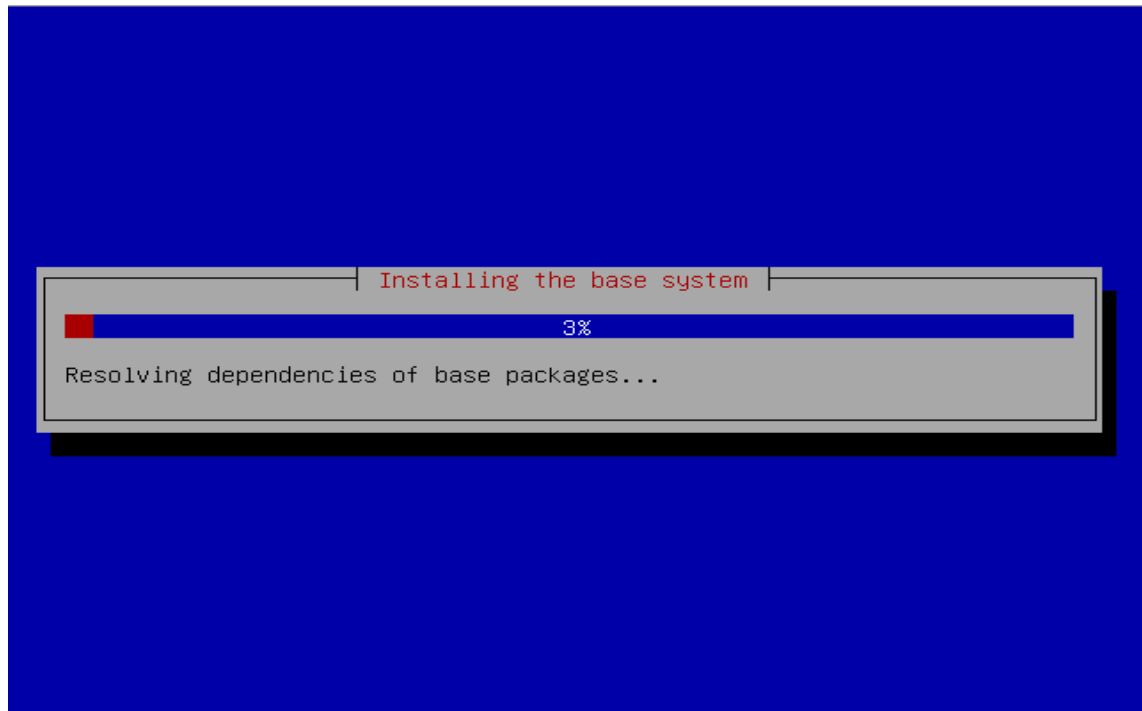 Installing the base system
3%
Resolving dependencies of base packages...